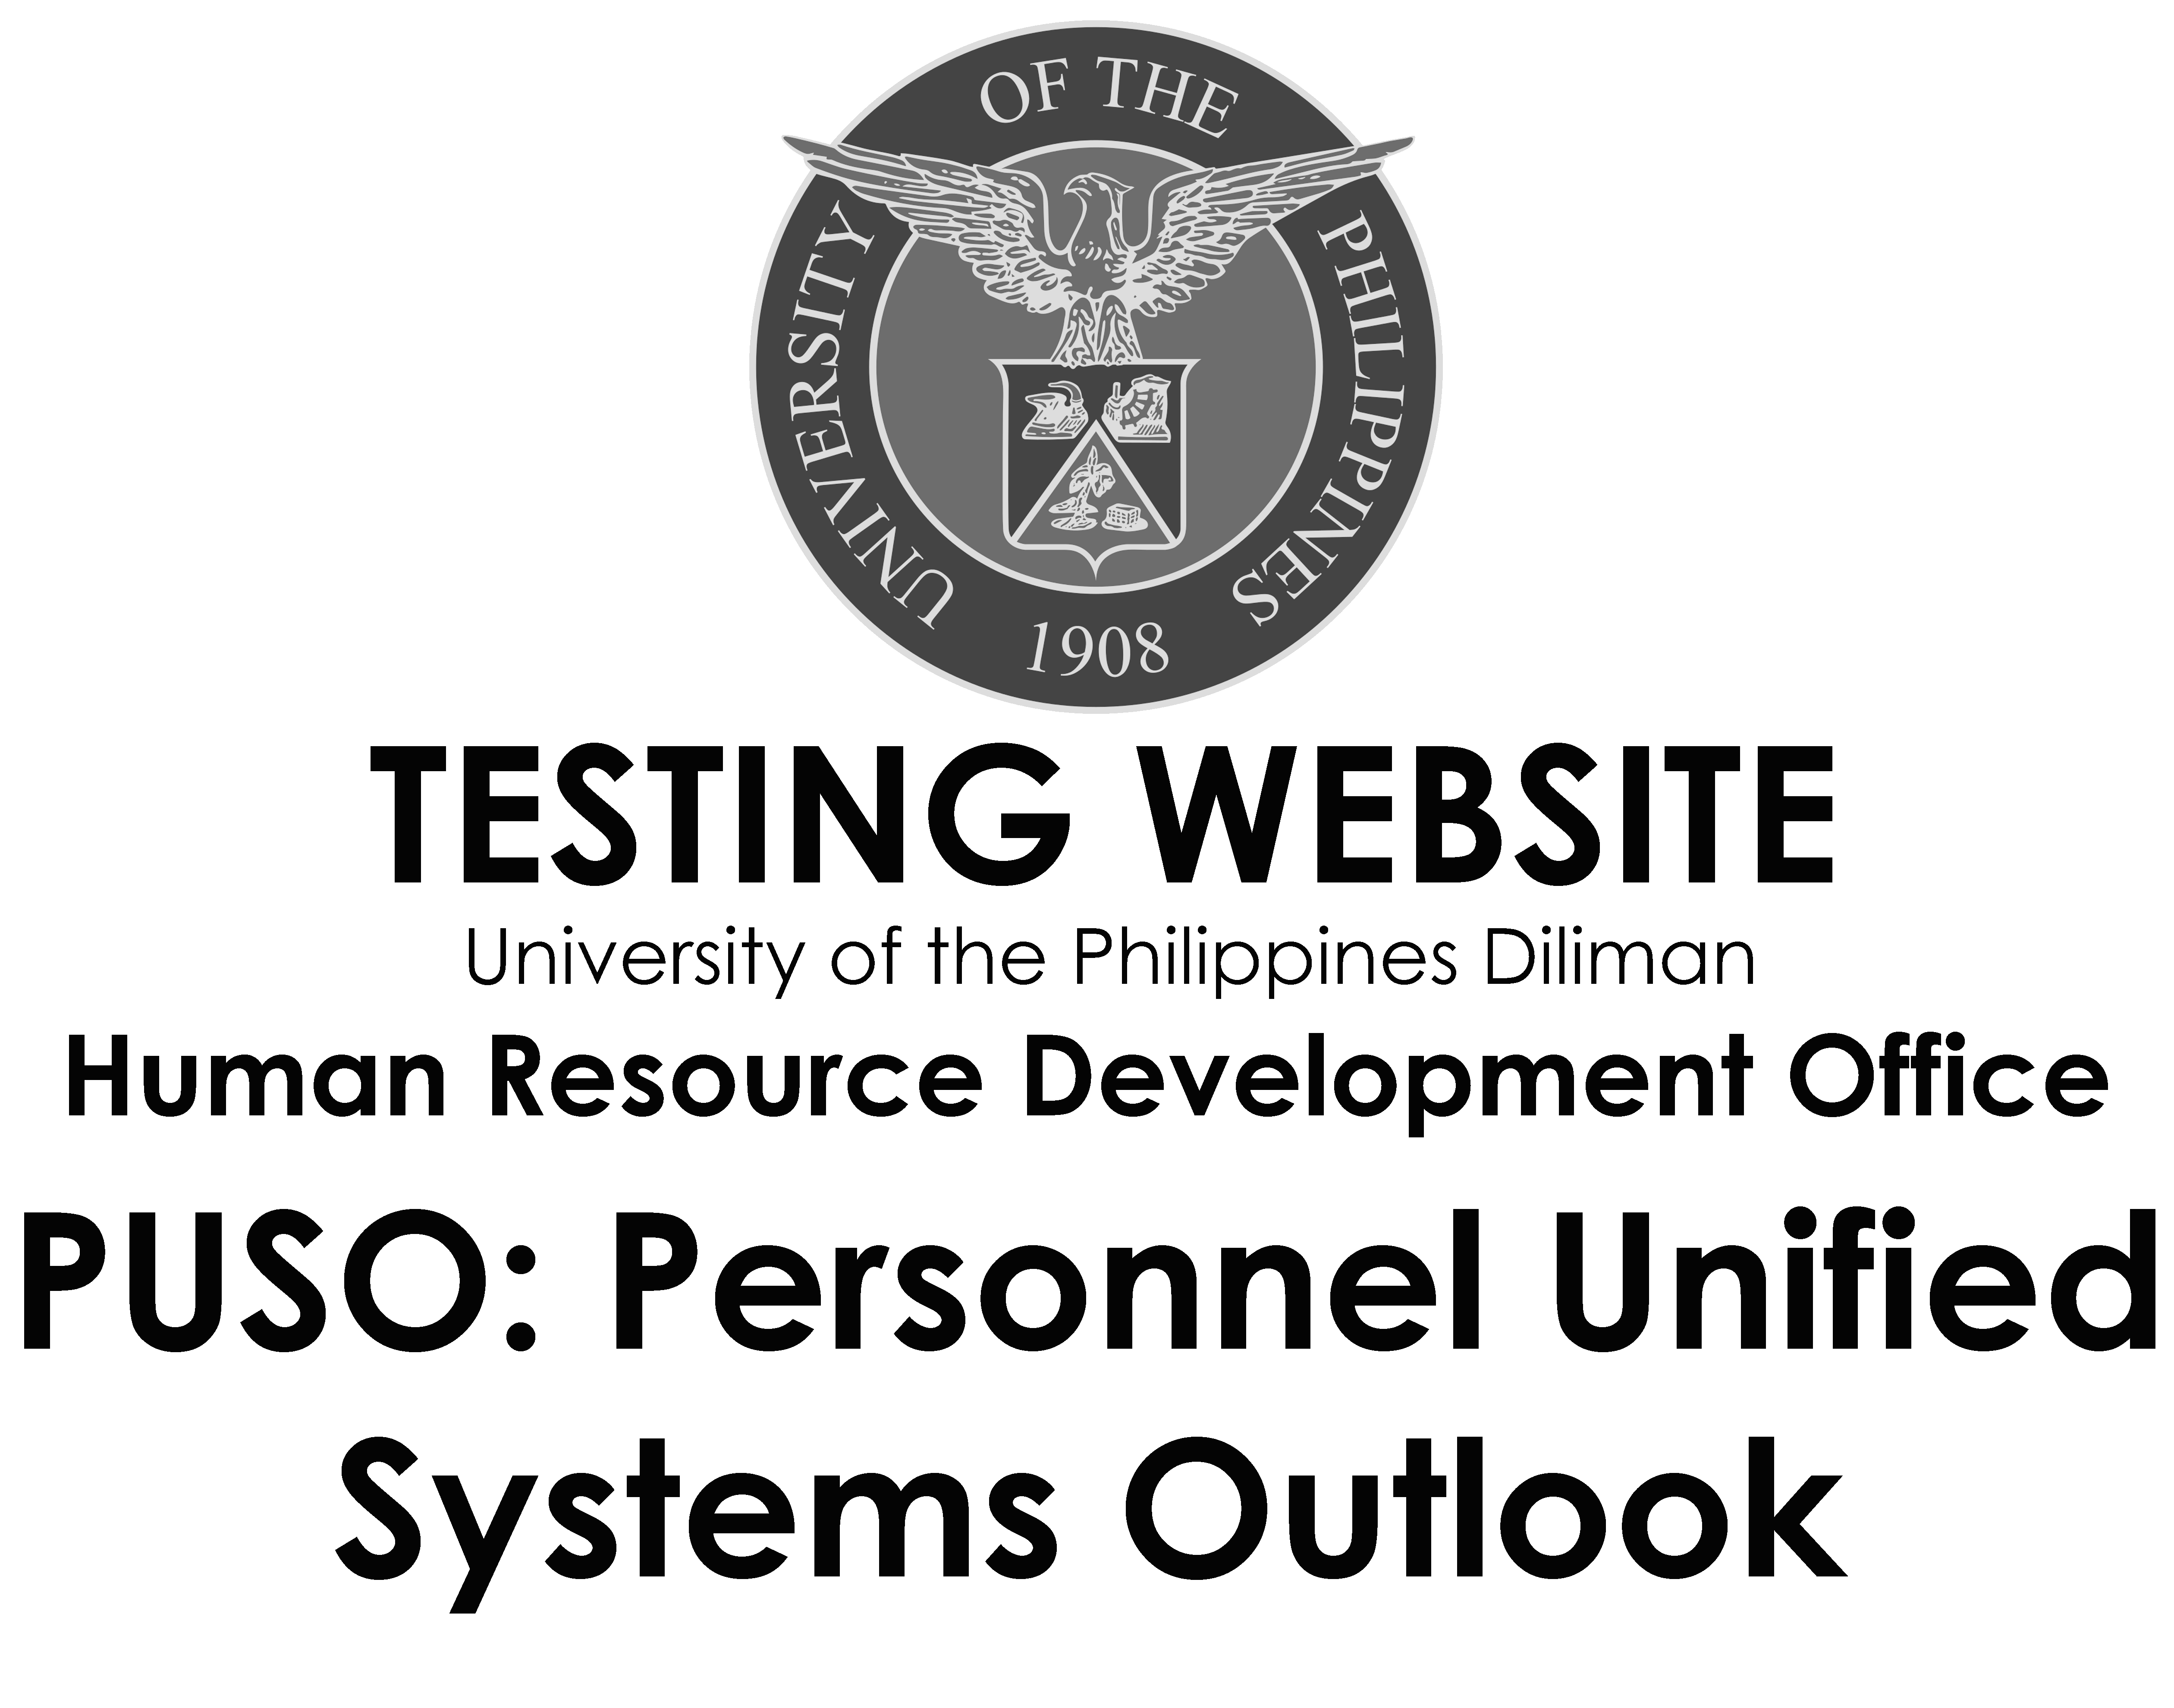 UNIVERSITY OF THE PHILIPPINES
1908
TESTING WEBSITE
University of the Philippines Diliman
Human Resource Development Office
PUSO: Personnel Unified
Systems Outlook